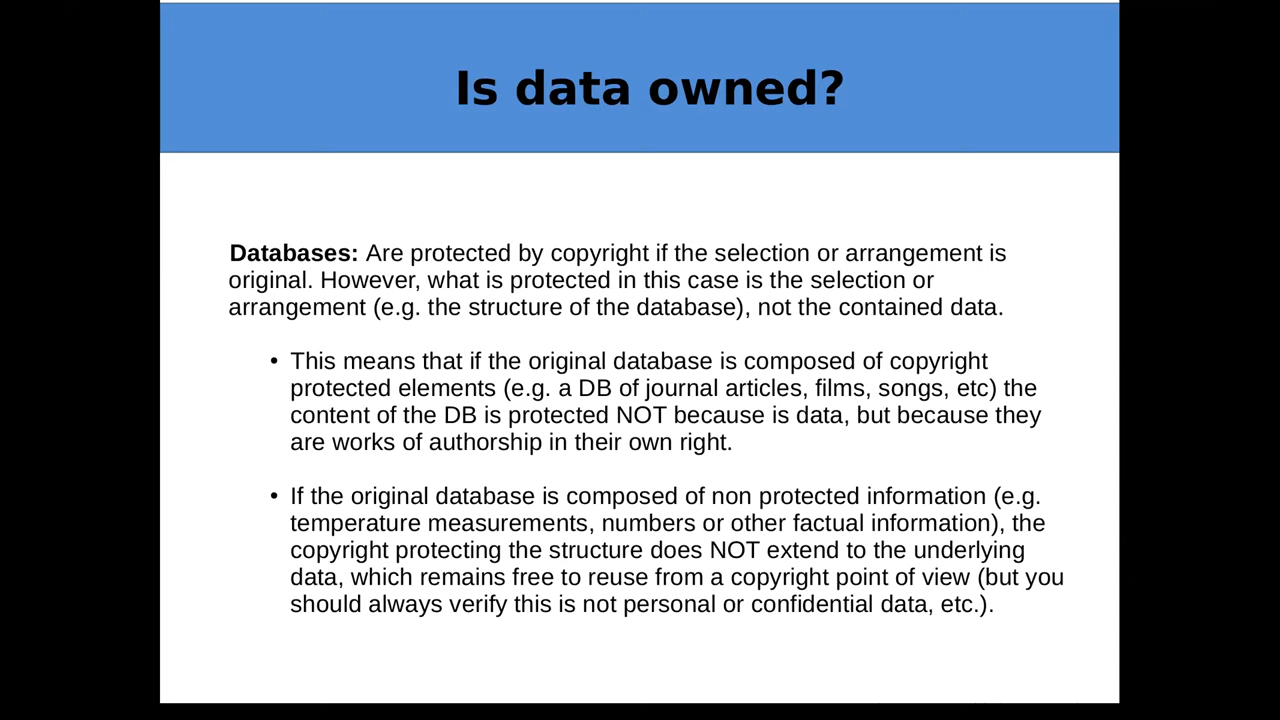 Is data owned?
Databases: Are protected by copyright if the selection or arrangement is
original. However, what is protected in this case is the selection or
arrangement (e.g. the structure of the database), not the contained data.
• This means that if the original database is composed of copyright
protected elements (e.g. a DB of journal articles, films, songs, etc) the
content of the DB is protected NOT because is data, but because they
are works of authorship in their own right.
• If the original database is composed of non protected information (e.g.
temperature measurements, numbers or other factual information), the
copyright protecting the structure does NOT extend to the underlying
data, which remains free to reuse from a copyright point of view (but you
should always verify this is not personal or confidential data, etc.).